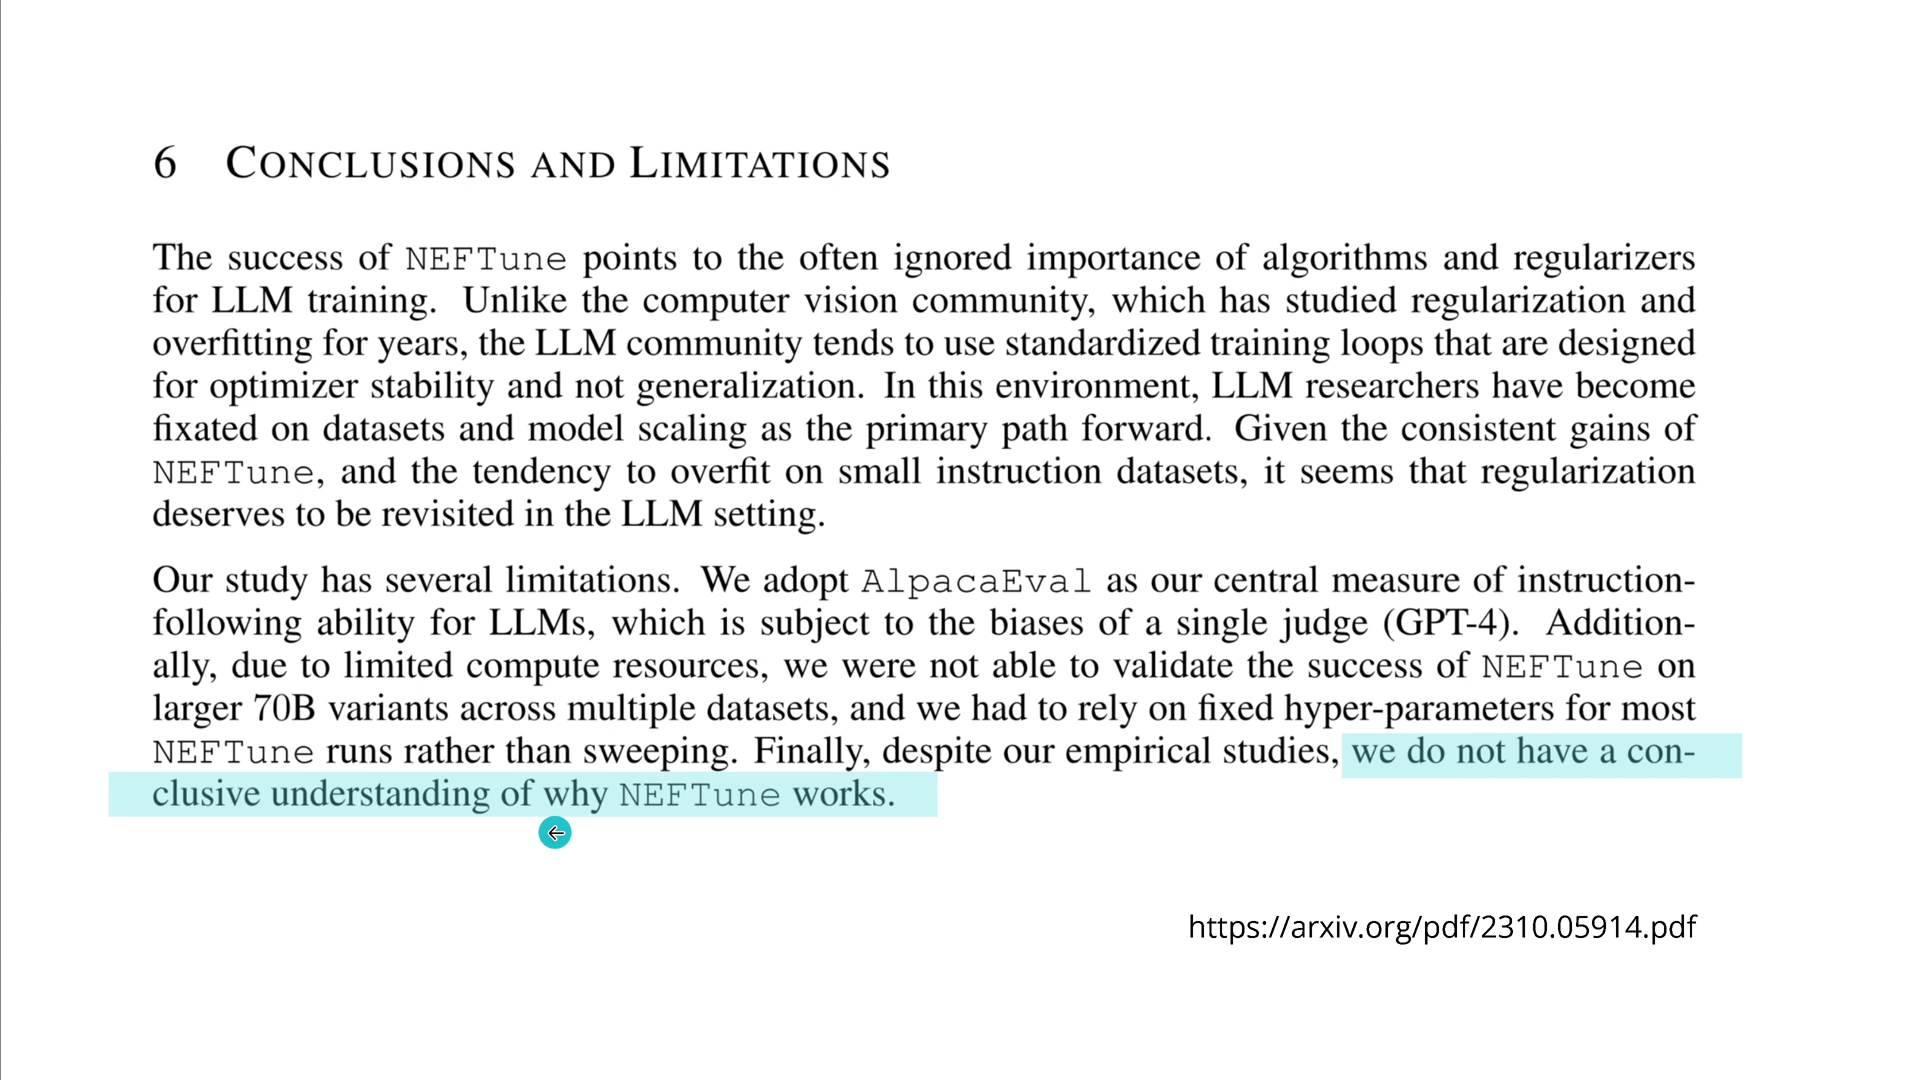 6 CONCLUSIONS AND LIMITATIONS
The success of NEFTune points to the often ignored importance of algorithms and regularizers
for LLM training. Unlike the computer vision community, which has studied regularization and
overfitting for years, the LLM community tends to use standardized training loops that are designed
for optimizer stability and not generalization. In this environment, LLM researchers have become
fixated on datasets and model scaling as the primary path forward. Given the consistent gains of
NEFTune, and the tendency to overfit on small instruction datasets, it seems that regularization
deserves to be revisited in the LLM setting.
Our study has several limitations. We adopt AlpacaEval as our central measure of instruction-
following ability for LLMs, which is subject to the biases of a single judge (GPT-4). Addition-
ally, due to limited compute resources, we were not able to validate the success of NEFTune on
larger 70B variants across multiple datasets, and we had to rely on fixed hyper-parameters for most
NEFTune runs rather than sweeping. Finally, despite our empirical studies, we do not have a con-
clusive understanding of why NEFTune works.
https://arxiv.org/pdf/2310.05914.pdf